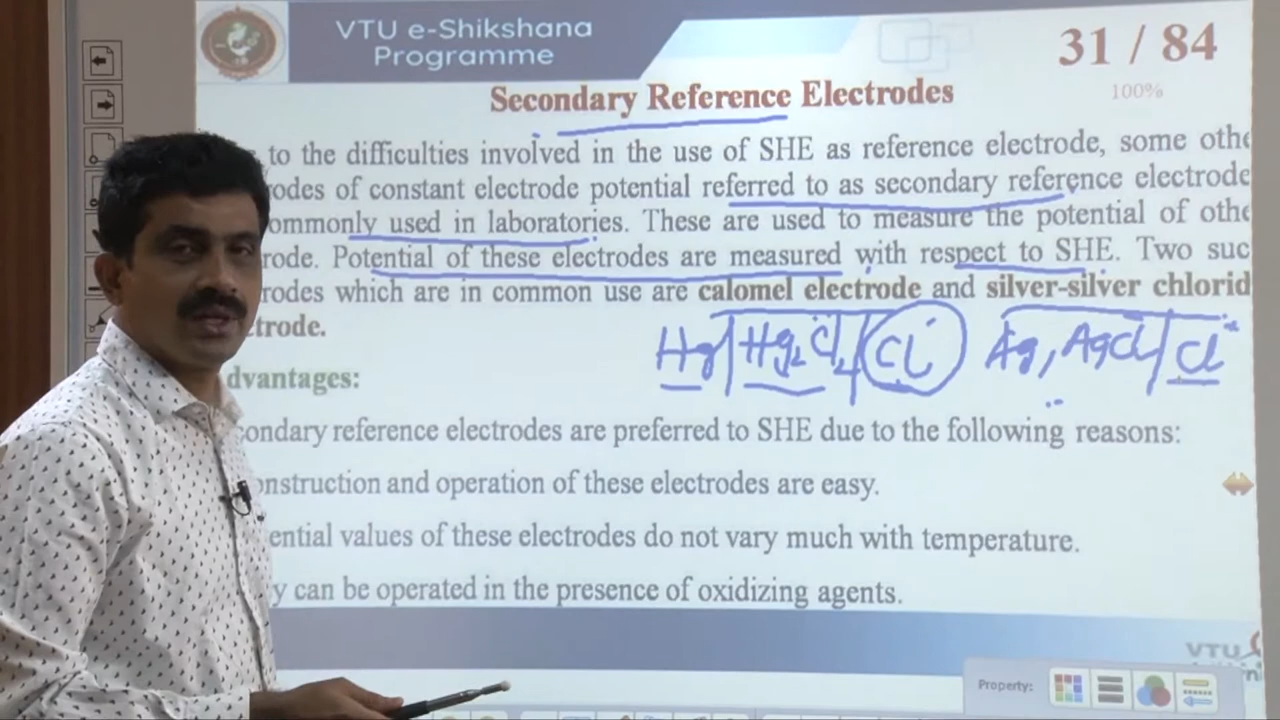 VTU e-Shikshana
Programme
31 / 84
100%
Secondary Reference Electrodes
to the difficulties involved in the use of SHE as reference electrode, some othe
rodes of constant electrode potential referred to as secondary reference electrode
ommonly used in laboratories. These are used to measure the potential of othe
rode. Potential of these electrodes are measured with respect to SHE. Two suc
rodes which are in common use are calomel electrode and silver-silver chlorid
trode.
Hg/Hg₂Cl₂/Cl⁻ Ag, AgCl/Cl⁻
dvantages:
ondary reference electrodes are preferred to SHE due to the following reasons:
onstruction and operation of these electrodes are easy.
ential values of these electrodes do not vary much with temperature.
y can be operated in the presence of oxidizing agents.
VTU
Property: